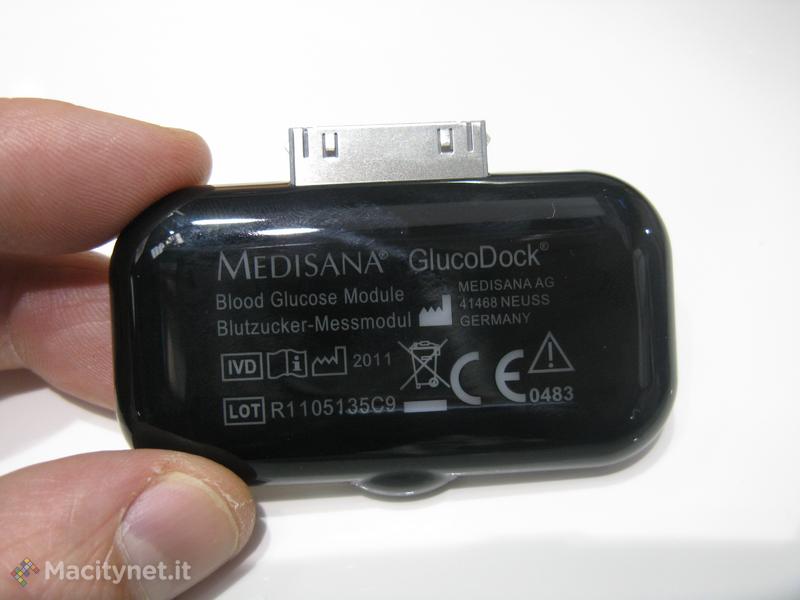 MEDISANA® GlucoDock®
Blood Glucose Module
Blutzucker-Messmodul
MEDISANA AG
41468 NEUSS
GERMANY
IVD
i
2011
CE 0483
LOT R1105135C9
Macitynet.it